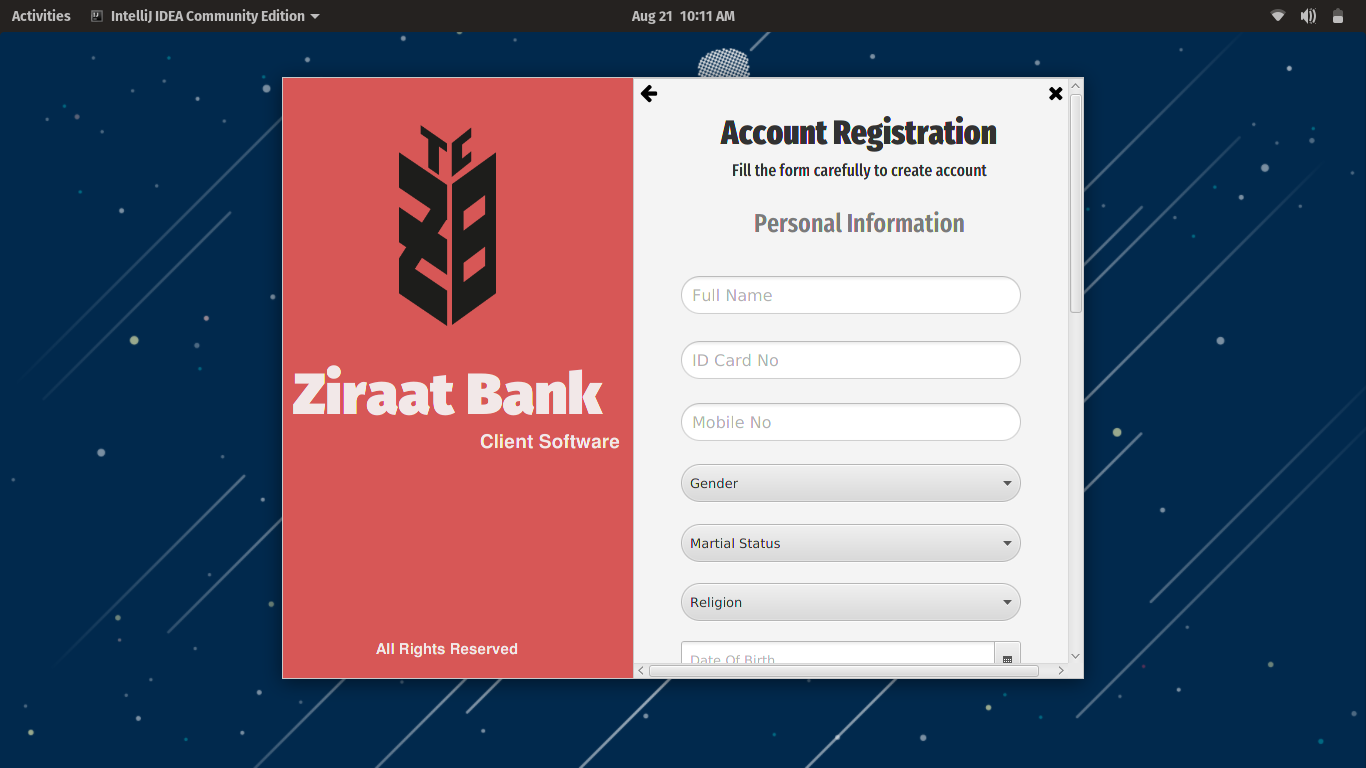 Activities
IntelliJ IDEA Community Edition
Aug 21 10:11 AM
TC
Ziraat Bank
Client Software
All Rights Reserved
Account Registration
Fill the form carefully to create account
Personal Information
Full Name
ID Card No
Mobile No
Gender
Martial Status
Religion
Date Of Birth